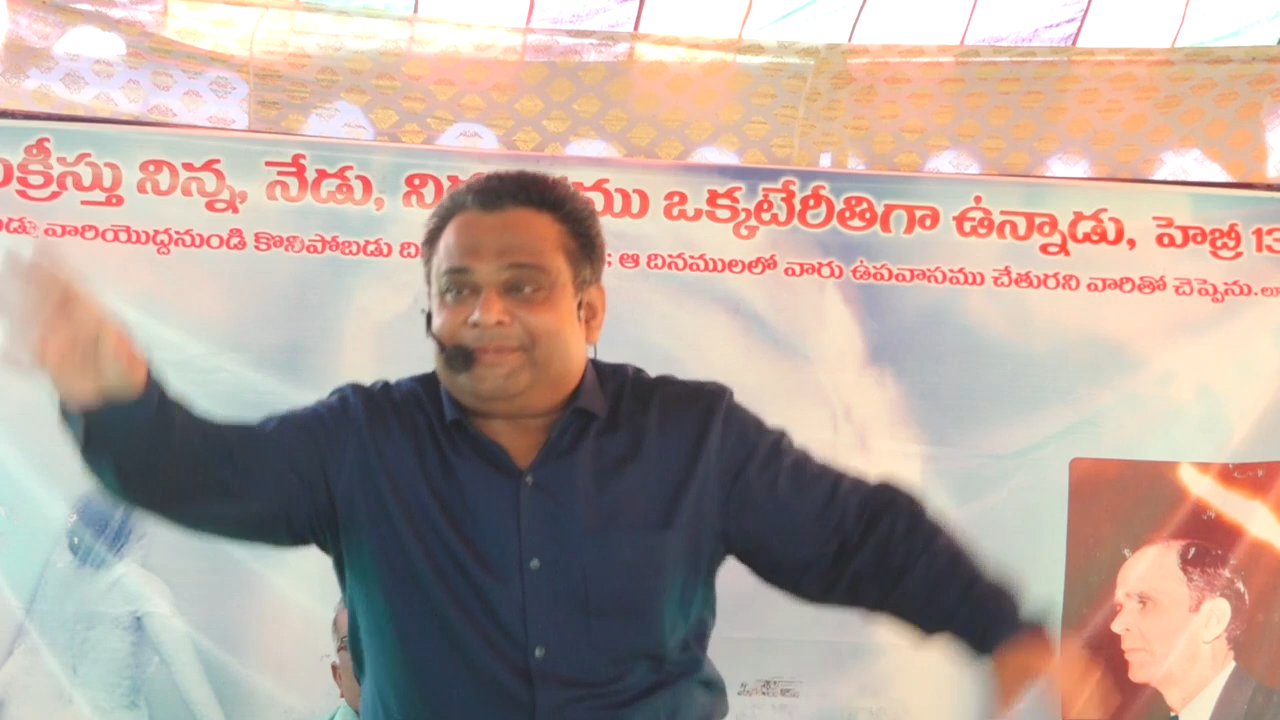 క్రీస్తు నిన్న, నేడు, ము ఒక్కటేరీతిగా ఉన్నాడు, హెబ్రీ 13
వారియొద్దనుండి కొనిపోబడు ది ; ఆ దినములలో వారు ఉపవాసము చేతురని వారితో చెప్పెను. లూ